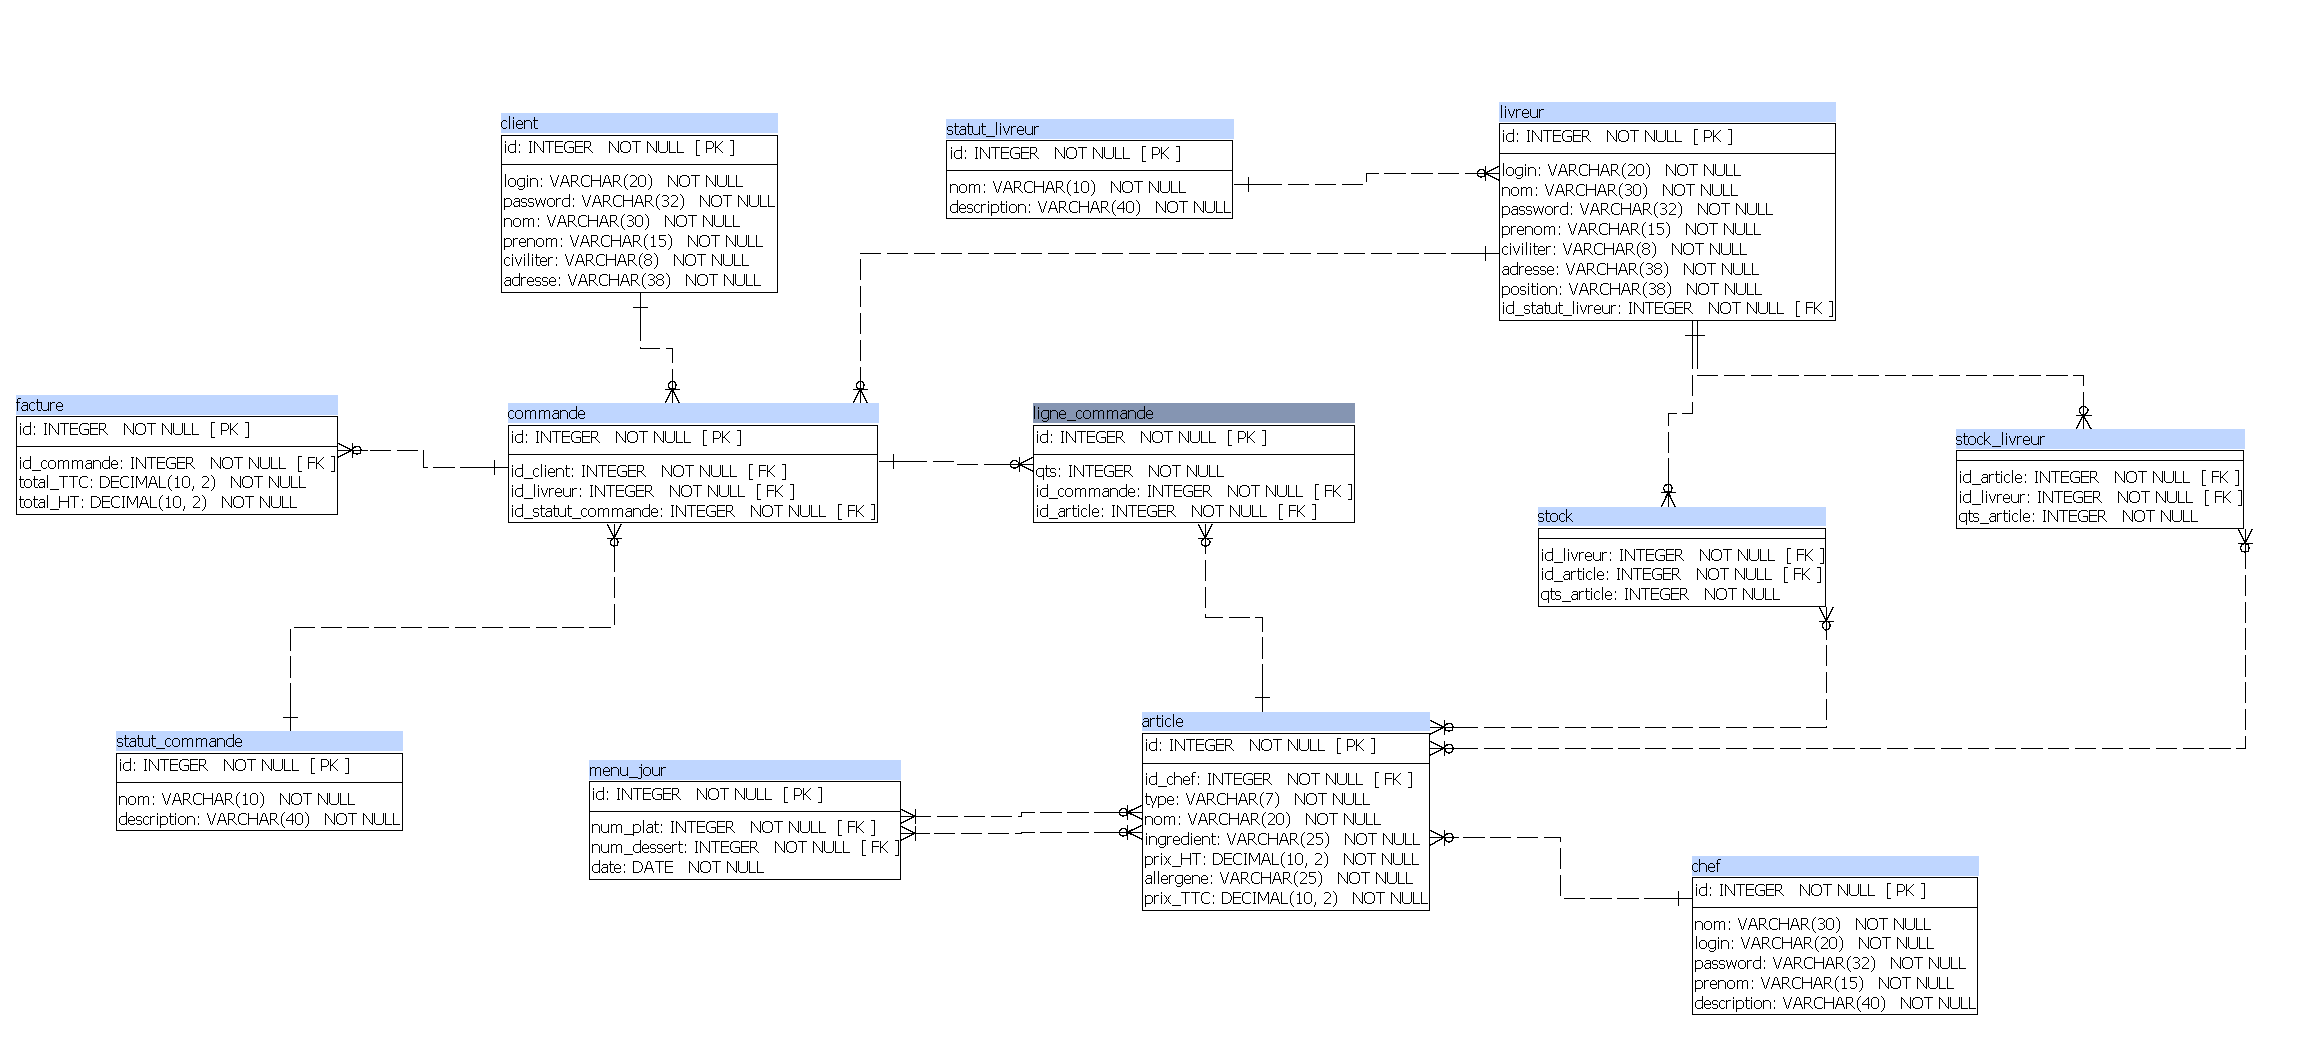 client
id: INTEGER NOT NULL [ PK ]
login: VARCHAR(20) NOT NULL
password: VARCHAR(32) NOT NULL
nom: VARCHAR(30) NOT NULL
prenom: VARCHAR(15) NOT NULL
civiliter: VARCHAR(8) NOT NULL
adresse: VARCHAR(38) NOT NULL
statut_livreur
id: INTEGER NOT NULL [ PK ]
nom: VARCHAR(10) NOT NULL
description: VARCHAR(40) NOT NULL
livreur
id: INTEGER NOT NULL [ PK ]
login: VARCHAR(20) NOT NULL
nom: VARCHAR(30) NOT NULL
password: VARCHAR(32) NOT NULL
prenom: VARCHAR(15) NOT NULL
civiliter: VARCHAR(8) NOT NULL
adresse: VARCHAR(38) NOT NULL
position: VARCHAR(38) NOT NULL
id_statut_livreur: INTEGER NOT NULL [ FK ]
facture
id: INTEGER NOT NULL [ PK ]
id_commande: INTEGER NOT NULL [ FK ]
total_TTC: DECIMAL(10, 2) NOT NULL
total_HT: DECIMAL(10, 2) NOT NULL
commande
id: INTEGER NOT NULL [ PK ]
id_client: INTEGER NOT NULL [ FK ]
id_livreur: INTEGER NOT NULL [ FK ]
id_statut_commande: INTEGER NOT NULL [ FK ]
ligne_commande
id: INTEGER NOT NULL [ PK ]
qts: INTEGER NOT NULL
id_commande: INTEGER NOT NULL [ FK ]
id_article: INTEGER NOT NULL [ FK ]
stock
id_livreur: INTEGER NOT NULL [ FK ]
id_article: INTEGER NOT NULL [ FK ]
qts_article: INTEGER NOT NULL
stock_livreur
id_article: INTEGER NOT NULL [ FK ]
id_livreur: INTEGER NOT NULL [ FK ]
qts_article: INTEGER NOT NULL
statut_commande
id: INTEGER NOT NULL [ PK ]
nom: VARCHAR(10) NOT NULL
description: VARCHAR(40) NOT NULL
menu_jour
id: INTEGER NOT NULL [ PK ]
num_plat: INTEGER NOT NULL [ FK ]
num_dessert: INTEGER NOT NULL [ FK ]
date: DATE NOT NULL
article
id: INTEGER NOT NULL [ PK ]
id_chef: INTEGER NOT NULL [ FK ]
type: VARCHAR(7) NOT NULL
nom: VARCHAR(20) NOT NULL
ingredient: VARCHAR(25) NOT NULL
prix_HT: DECIMAL(10, 2) NOT NULL
allergene: VARCHAR(25) NOT NULL
prix_TTC: DECIMAL(10, 2) NOT NULL
chef
id: INTEGER NOT NULL [ PK ]
nom: VARCHAR(30) NOT NULL
login: VARCHAR(20) NOT NULL
password: VARCHAR(32) NOT NULL
prenom: VARCHAR(15) NOT NULL
description: VARCHAR(40) NOT NULL